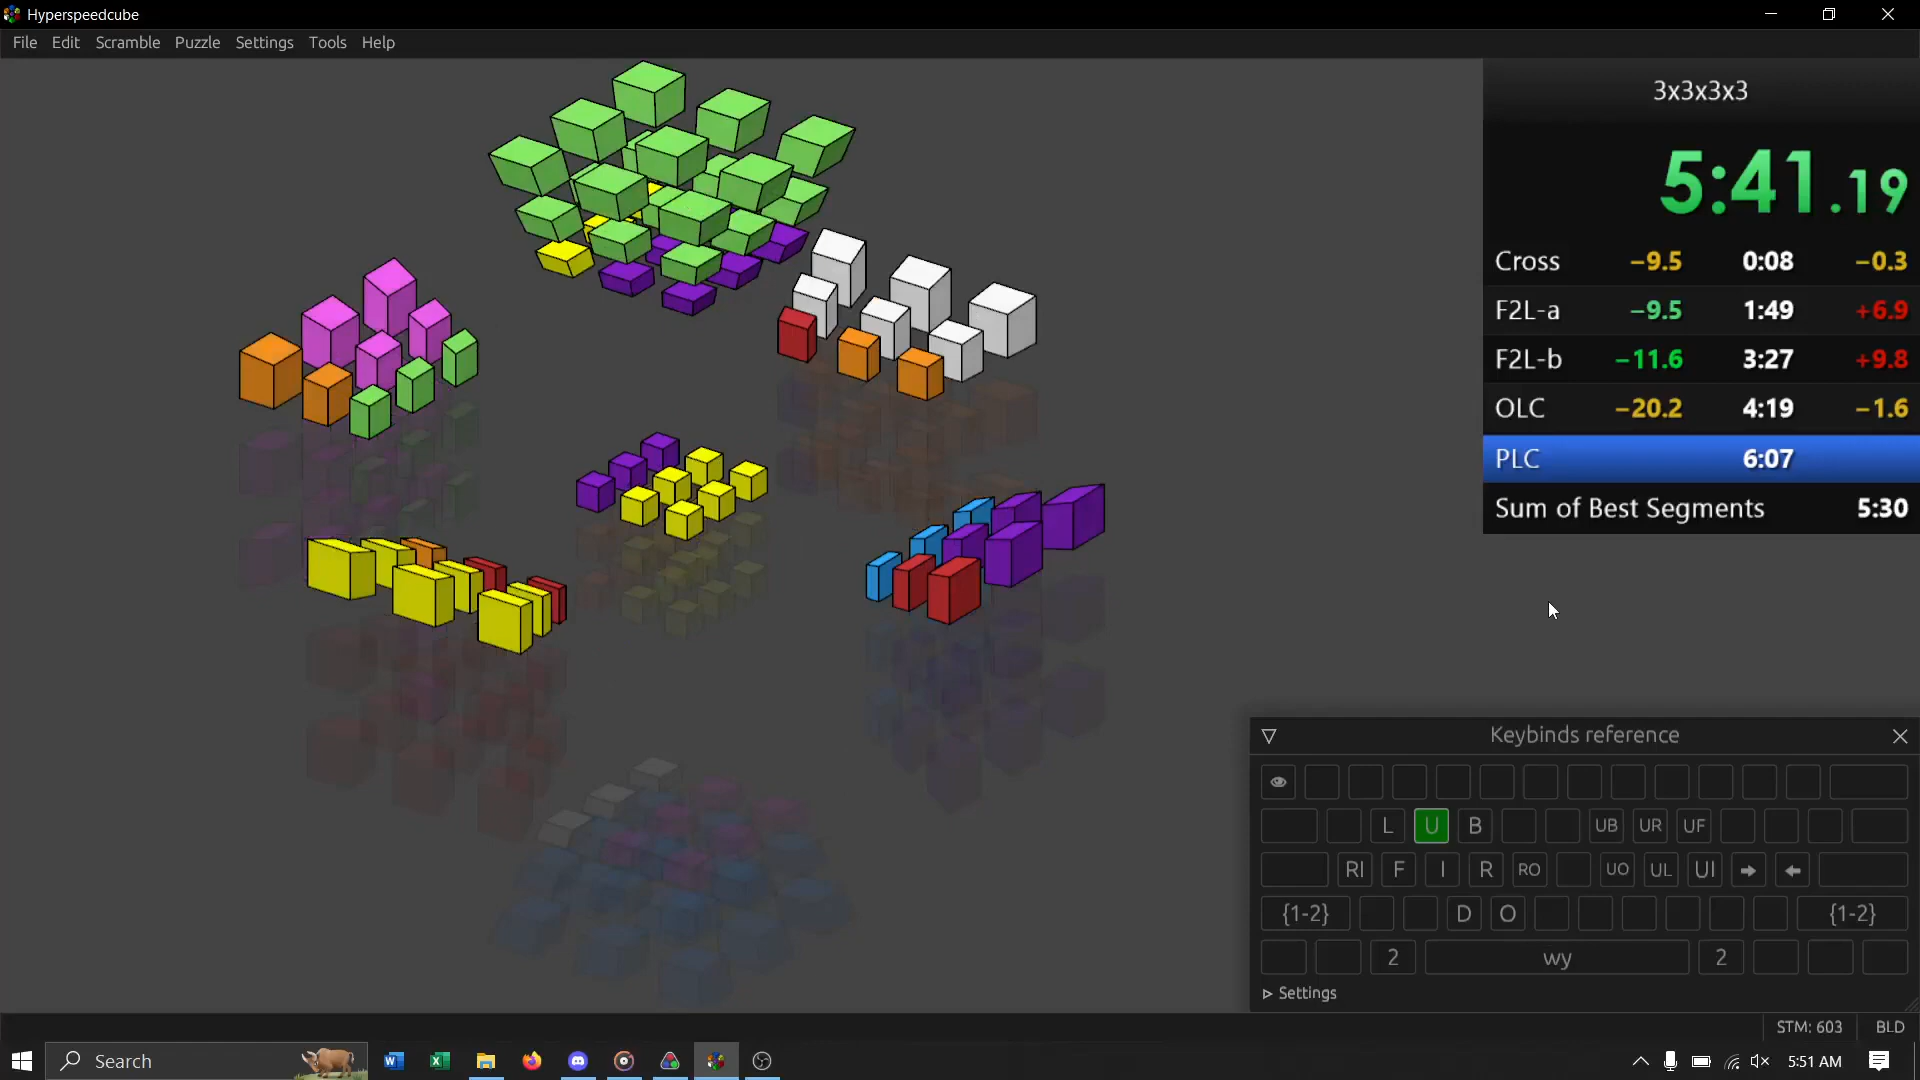 Hyperspeedcube
File Edit Scramble Puzzle Settings Tools Help
3x3x3x3
5:41.19
Cross −9.5 0:08 −0.3
F2L-a −9.5 1:49 +6.9
F2L-b −11.6 3:27 +9.8
OLC −20.2 4:19 −1.6
PLC 6:07
Sum of Best Segments 5:30
Keybinds reference
L U B UB UR UF
RI F I R RO UO UL UI
{1-2} D O {1-2}
2 wy 2
Settings
STM: 603 BLD
Search
5:51 AM